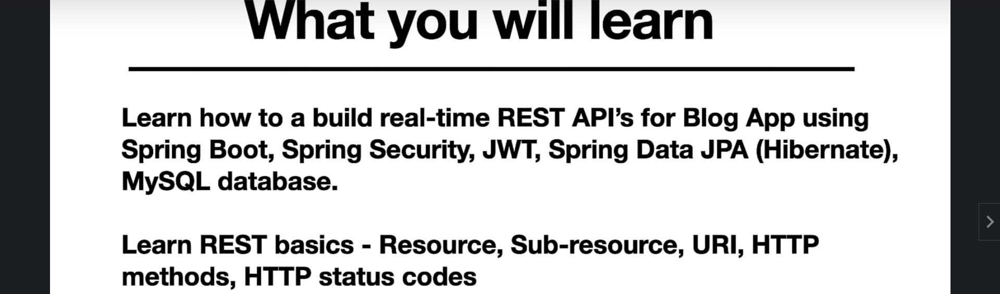 What you will learn
Learn how to a build real-time REST API’s for Blog App using
Spring Boot, Spring Security, JWT, Spring Data JPA (Hibernate),
MySQL database.
Learn REST basics - Resource, Sub-resource, URI, HTTP
methods, HTTP status codes